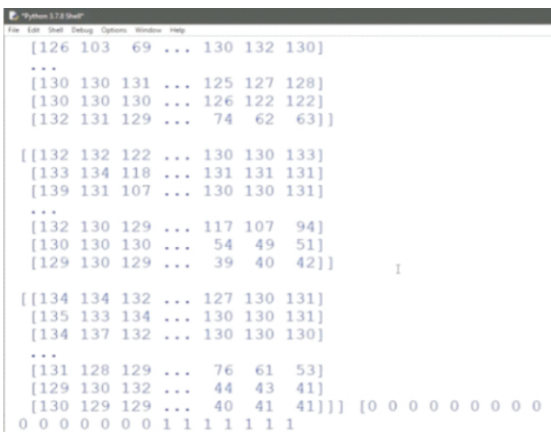 *Python 3.7.8 Shell*
File Edit Shell Debug Options Window Help
[126 103 69 ... 130 132 130]
...
[130 130 131 ... 125 127 128]
[130 130 130 ... 126 122 122]
[132 131 129 ... 74 62 63]]
[[132 132 122 ... 130 130 133]
[133 134 118 ... 131 131 131]
[139 131 107 ... 130 130 131]
...
[132 130 129 ... 117 107 94]
[130 130 130 ... 54 49 51]
[129 130 129 ... 39 40 42]]
[[134 134 132 ... 127 130 131]
[135 133 134 ... 130 130 131]
[134 137 132 ... 130 130 130]
...
[131 128 129 ... 76 61 53]
[129 130 132 ... 44 43 41]
[130 129 129 ... 40 41 41]]] [0 0 0 0 0 0 0 0 0
0 0 0 0 0 0 0 1 1 1 1 1 1 1